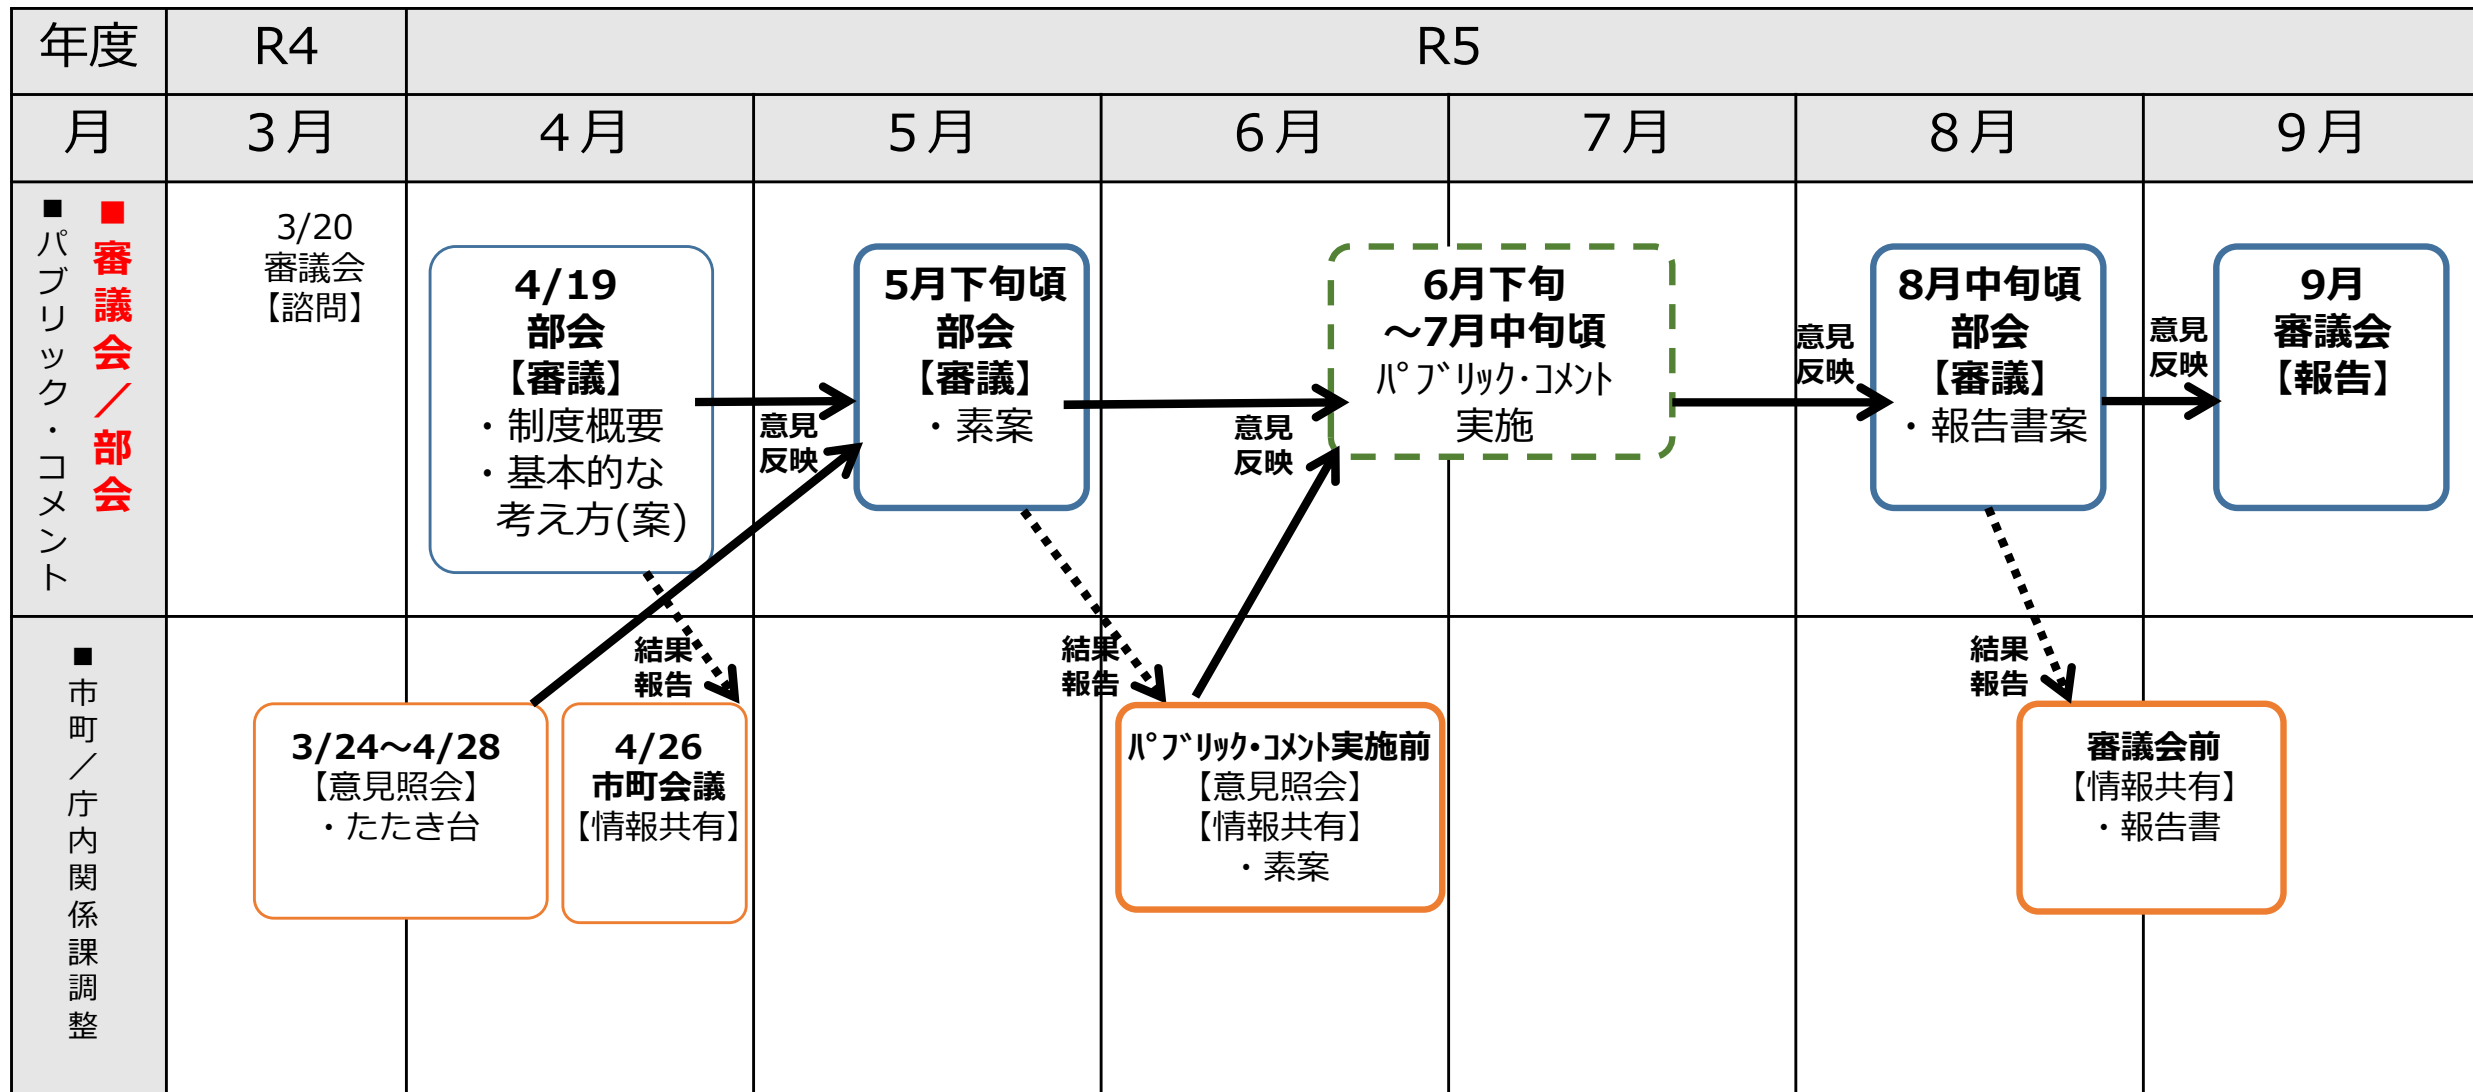 年度
R4
R5
月
3月
4月
5月
6月
7月
8月
9月
■審議会／部会
■パブリック・コメント
3/20
審議会
【諮問】
4/19
部会
【審議】
・制度概要
・基本的な
考え方(案)
意見
反映
5月下旬頃
部会
【審議】
・素案
意見
反映
6月下旬
～7月中旬頃
ﾊﾟﾌﾞﾘｯｸ・ｺﾒﾝﾄ
実施
意見
反映
8月中旬頃
部会
【審議】
・報告書案
意見
反映
9月
審議会
【報告】
■市町／庁内関係課調整
結果
報告
結果
報告
結果
報告
3/24～4/28
【意見照会】
・たたき台
4/26
市町会議
【情報共有】
ﾊﾟﾌﾞﾘｯｸ・ｺﾒﾝﾄ実施前
【意見照会】
【情報共有】
・素案
審議会前
【情報共有】
・報告書